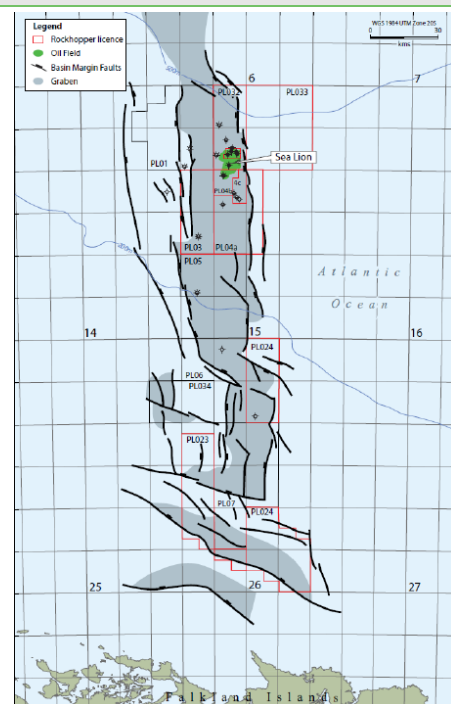 Legend
Rockhopper licence
Oil Field
Basin Margin Faults
Graben
WGS 1984 UTM Zone 20S
0
30
kms
6
7
PL032
PL033
Sea Lion
PL01
4c
PL04b
PL03
PL04a
PL05
Atlantic
Ocean
14
15
16
PL024
PL06
PL034
PL023
PL07
PL024
25
26
27
Falkland Islands